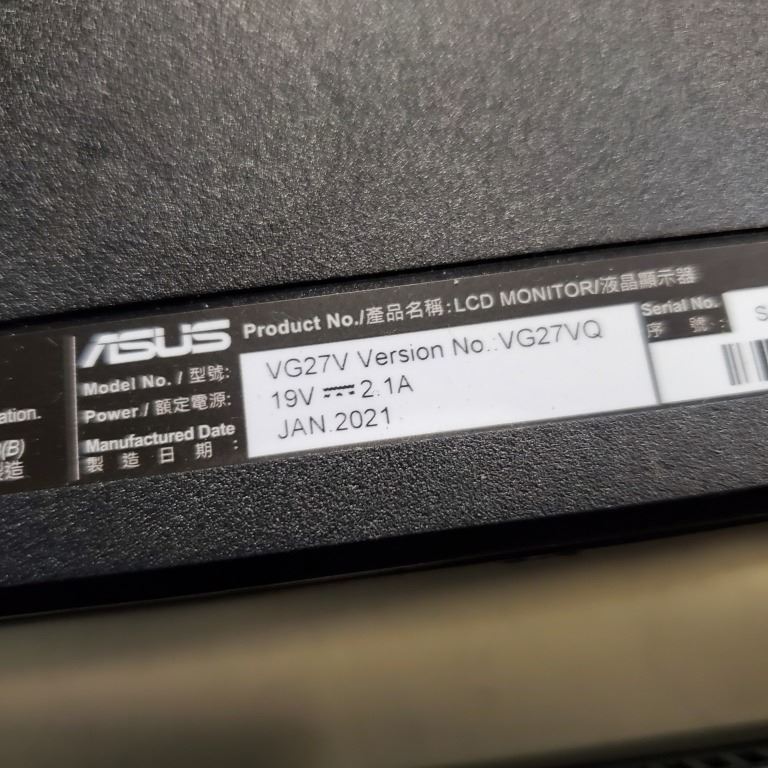 ASUS Product No./產品名稱:LCD MONITOR/液晶顯示器
Model No. / 型號: VG27V Version No.:VG27VQ
Power / 額定電源: 19V ⎓ 2.1A
Manufactured Date JAN.2021
製造日期:
Serial No.
序 號: S
ation.
(B)
製造